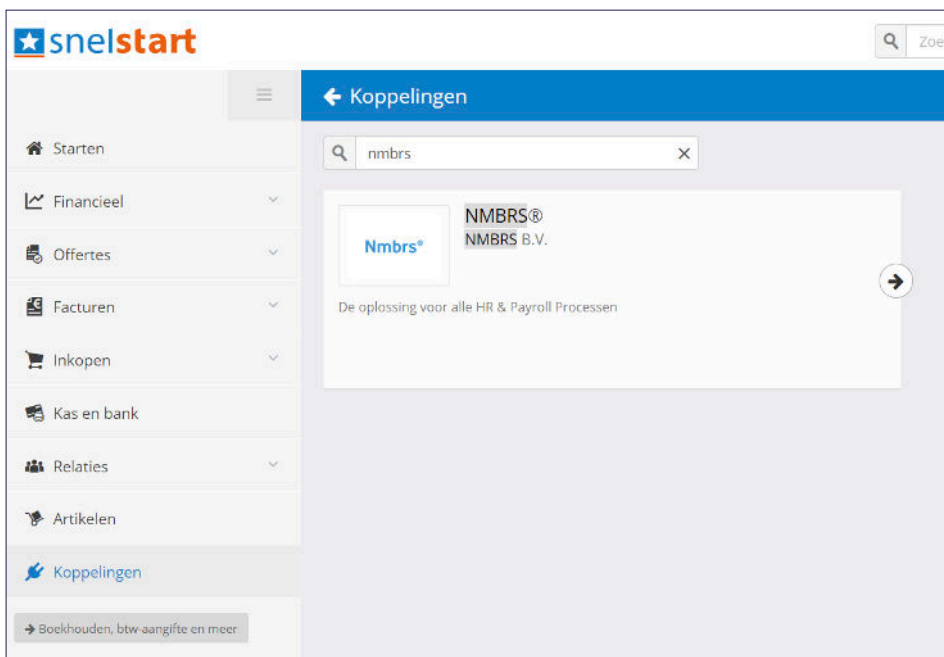 snelstart
Zoe
Koppelingen
Starten
Financieel
Offertes
Facturen
Inkopen
Kas en bank
Relaties
Artikelen
Koppelingen
Boekhouden, btw-aangifte en meer
nmbrs
Nmbrs®
NMBRS®
NMBRS B.V.
De oplossing voor alle HR & Payroll Processen